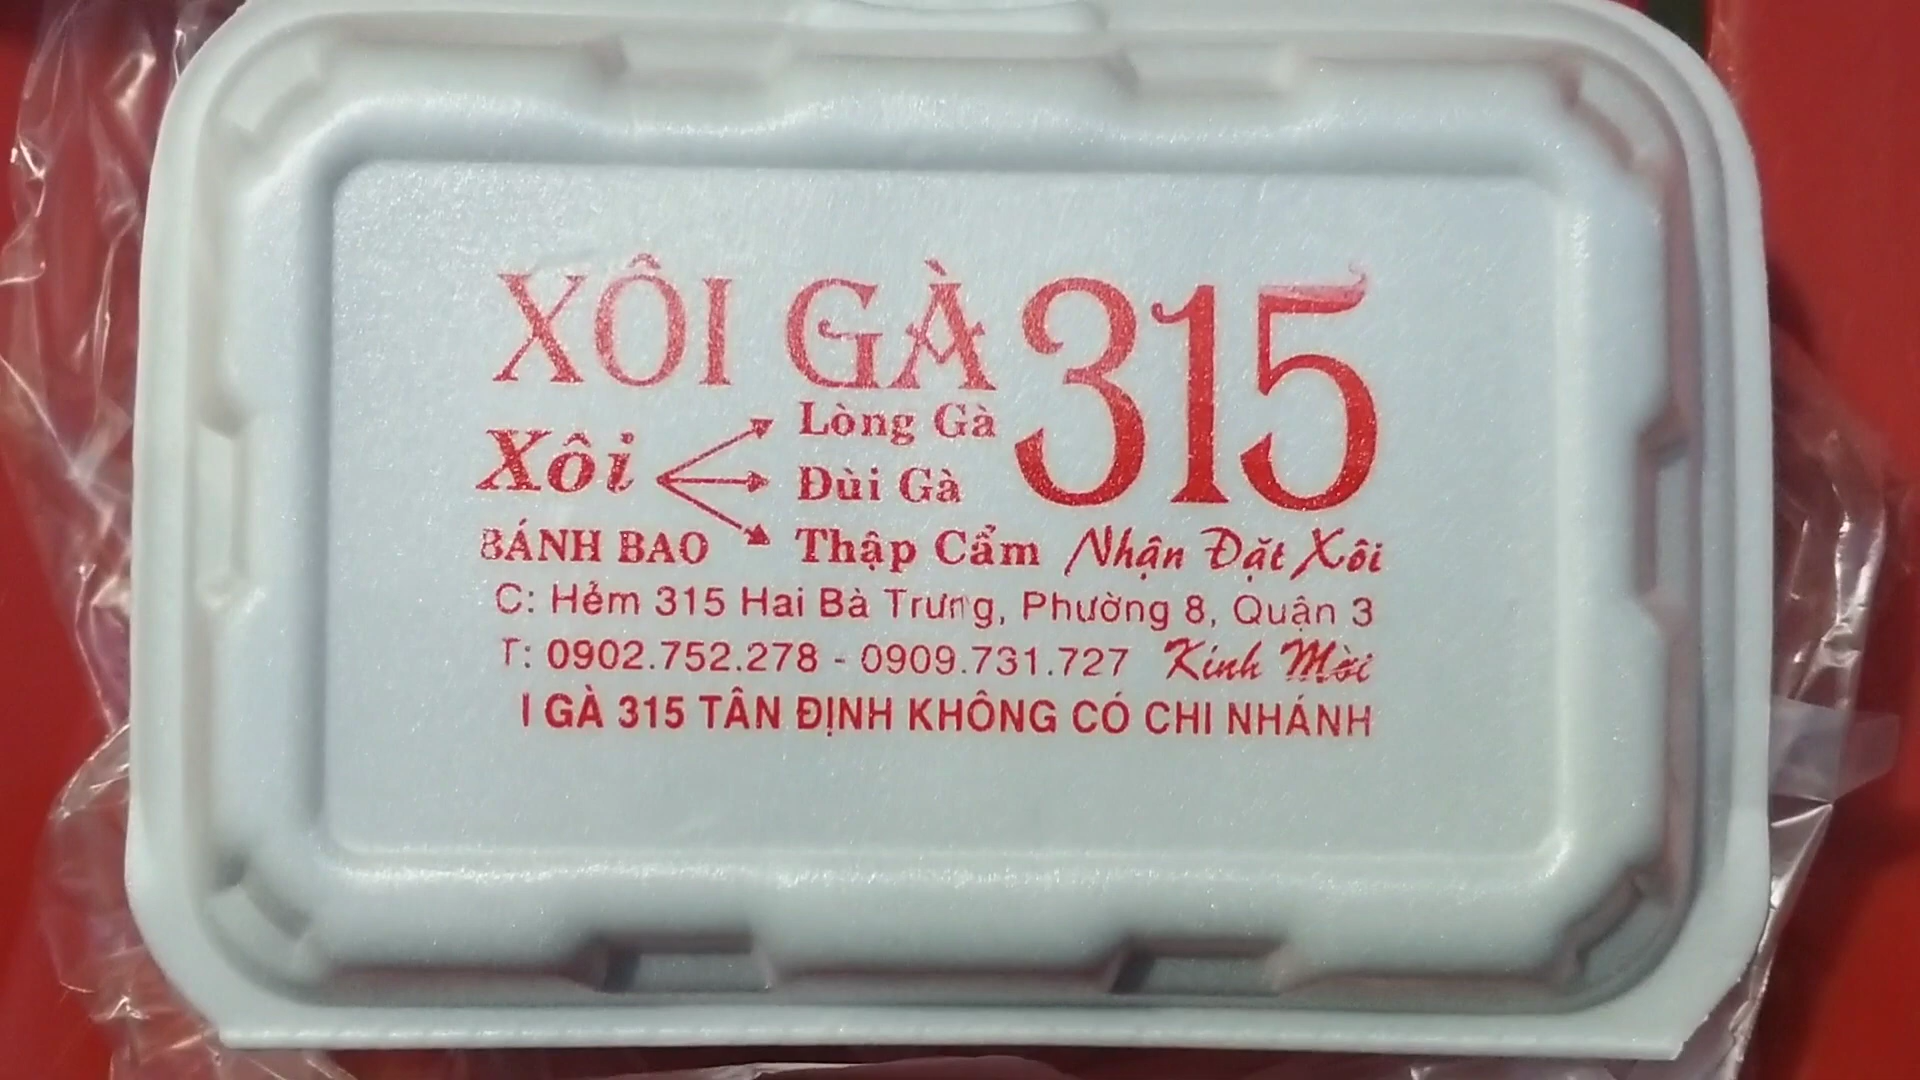 XÔI GÀ 315
Xôi
Lòng Gà
Đùi Gà
Thập Cẩm
BÁNH BAO
Nhận Đặt Xôi
C: Hẻm 315 Hai Bà Trưng, Phường 8, Quận 3
T: 0902.752.278 - 0909.731.727 Kính Mời
I GÀ 315 TÂN ĐỊNH KHÔNG CÓ CHI NHÁNH